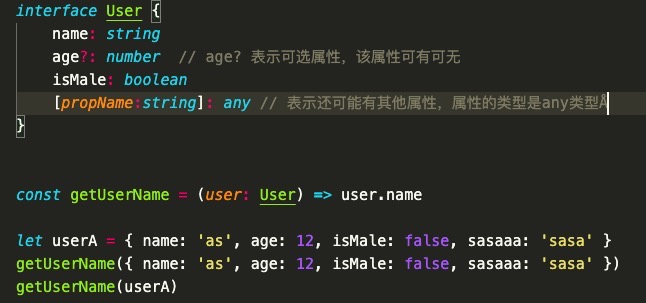 interface User {
name: string
age?: number // age? 表示可选属性，该属性可有可无
isMale: boolean
[propName:string]: any // 表示还可能有其他属性，属性的类型是any类型Å
}
const getUserName = (user: User) => user.name
let userA = { name: 'as', age: 12, isMale: false, sasaaa: 'sasa' }
getUserName({ name: 'as', age: 12, isMale: false, sasaaa: 'sasa' })
getUserName(userA)